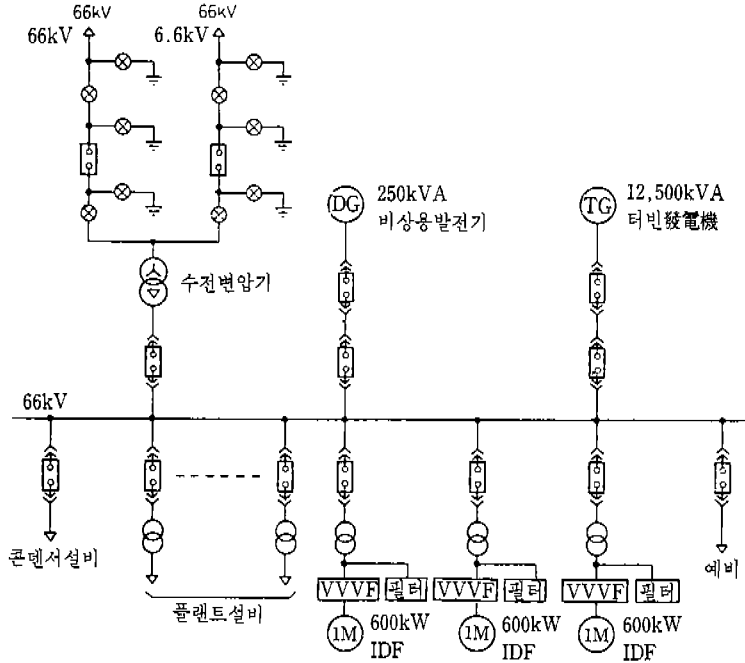 66kV 66kV
66kV 6.6kV
DG 250kVA
비상용발전기
TG 12,500kVA
터빈發電機
수전변압기
66kV
콘덴서설비
플랜트설비
예비
VVVF 필터 VVVF 필터 VVVF 필터
1M 600kW 1M 600kW 1M 600kW
IDF IDF IDF